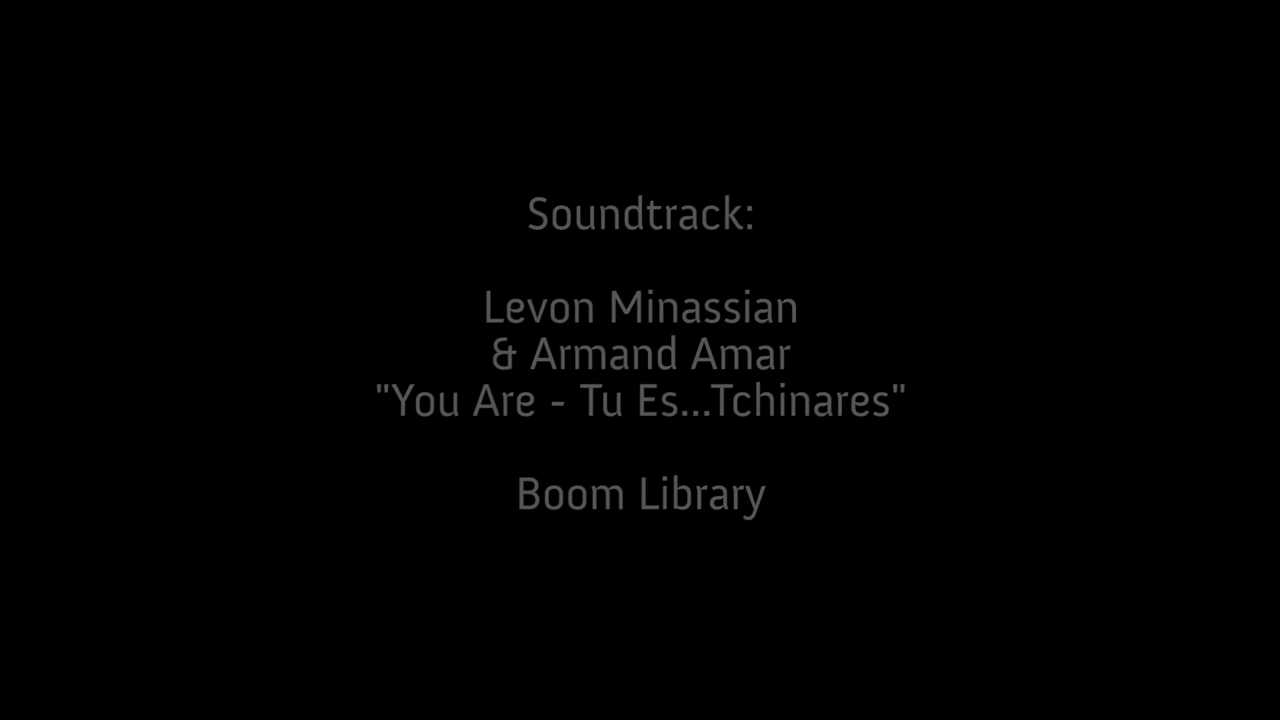 Soundtrack:
Levon Minassian
& Armand Amar
"You Are - Tu Es...Tchinares"
Boom Library